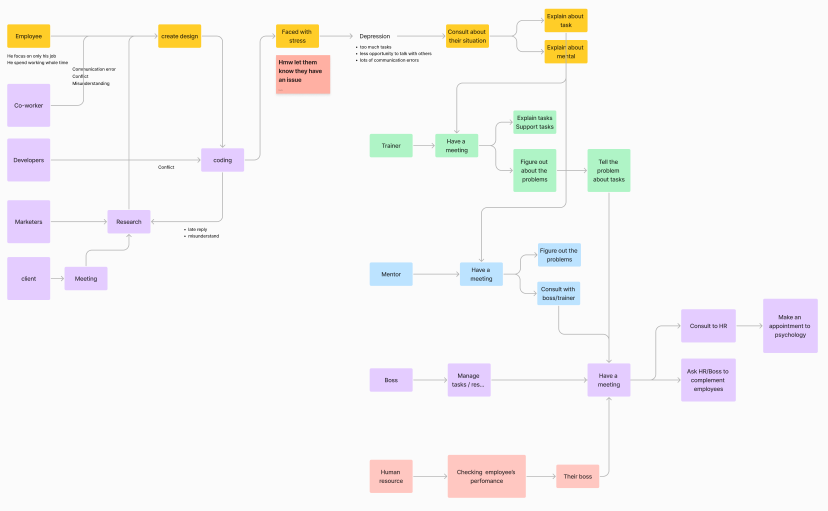 Employee
create design
He focus on only his job
He spend working whole time
Communication error
Confict
Misunderstanding
Co-worker
Developers
Conflict
coding
Marketers
Research
late reply
misunderstand
client
Meeting
Faced with
stress
Hmw let them
know they have
an issue
...
Depression
too much tasks
less opportunity to talk with others
lots of communication errors
Consult about
their situation
Explain about
task
Explain about
mental
Trainer
Have a
meeting
Explain tasks
Support tasks
Figure out
about the
problems
Tell the
problem
about tasks
Mentor
Have a
meeting
Figure out the
problems
Consult with
boss/trainer
Boss
Manage
tasks / res...
Have a
meeting
Consult to HR
Make an
appointment to
psychology
Ask HR/Boss to
complement
employees
Human
resource
Checking employee's
perfomance
Their boss